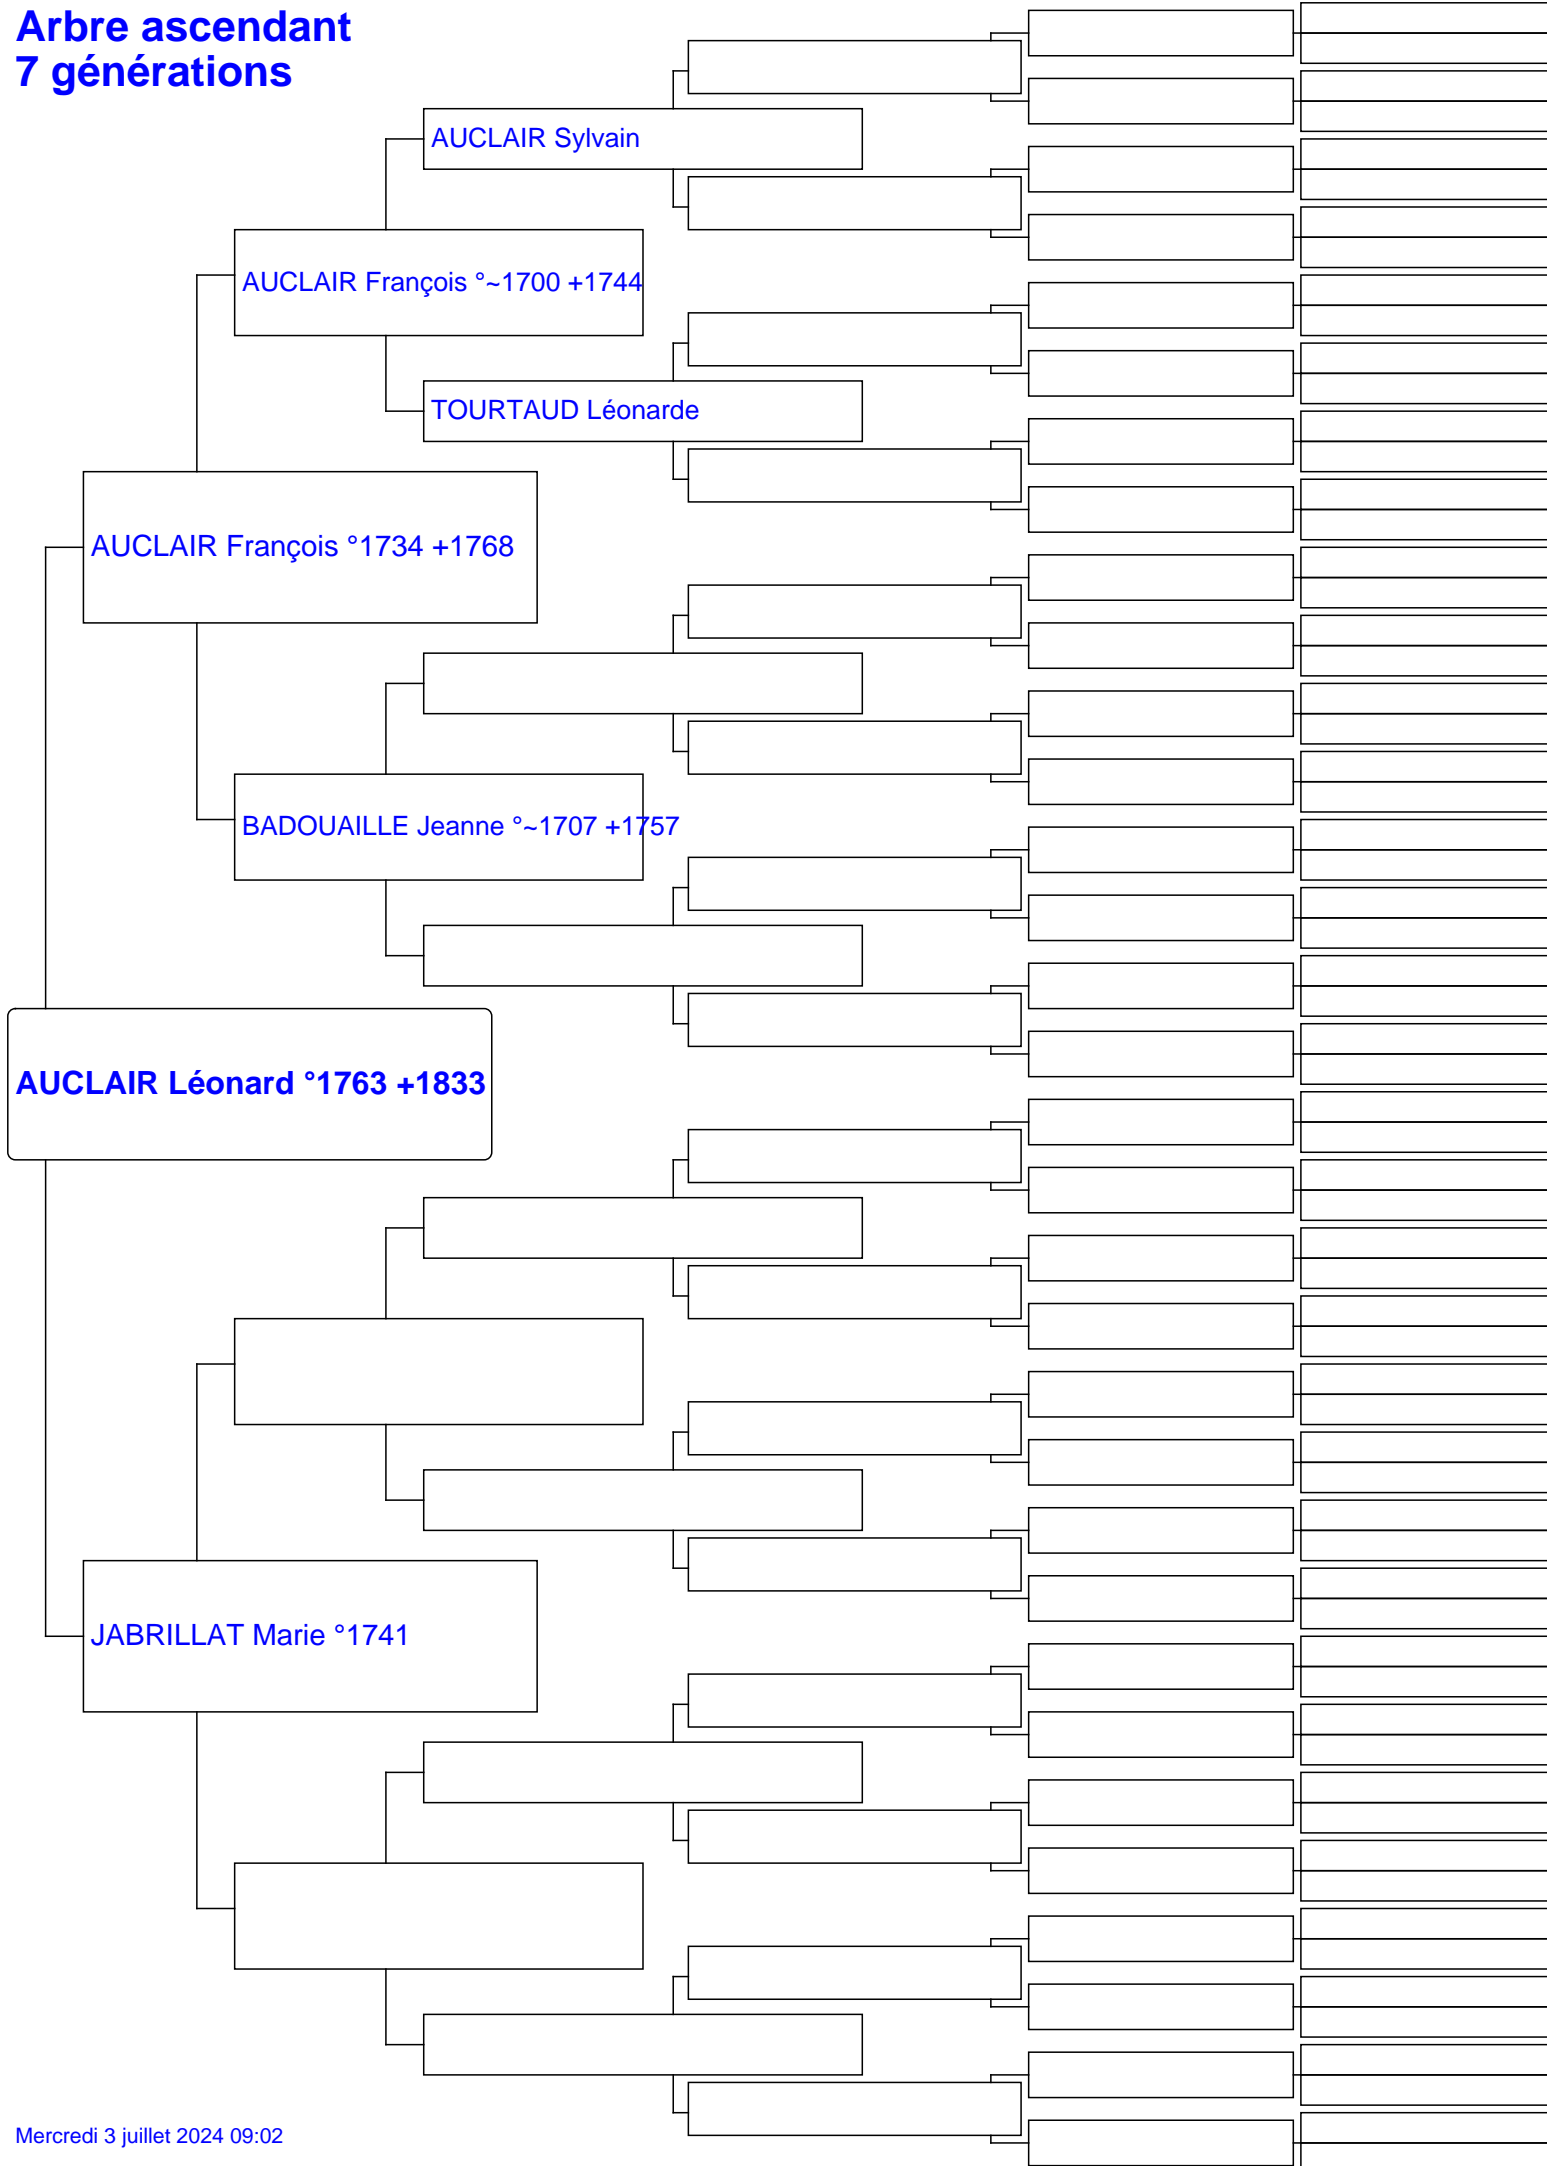 Arbre ascendant
7 générations
AUCLAIR Sylvain
AUCLAIR François °~1700 +1744
TOURTAUD Léonarde
AUCLAIR François °1734 +1768
BADOUAILLE Jeanne °~1707 +1757
AUCLAIR Léonard °1763 +1833
JABRILLAT Marie °1741
Mercredi 3 juillet 2024 09:02